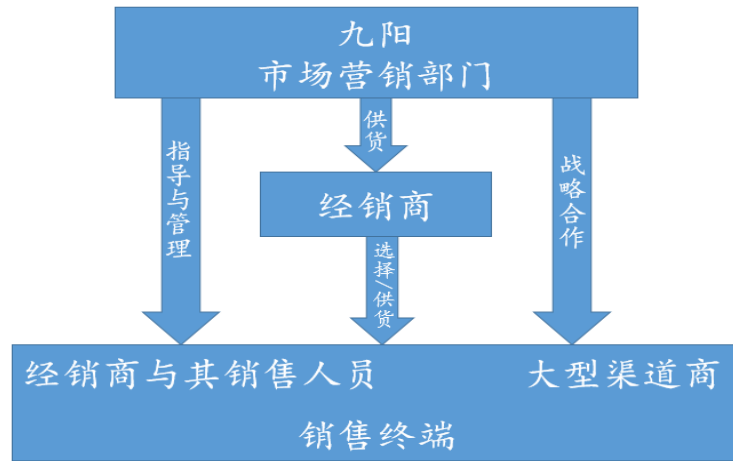 九阳
市场营销部门
指导与管理
供货
战略合作
经销商
选择/供货
经销商与其销售人员
大型渠道商
销售终端